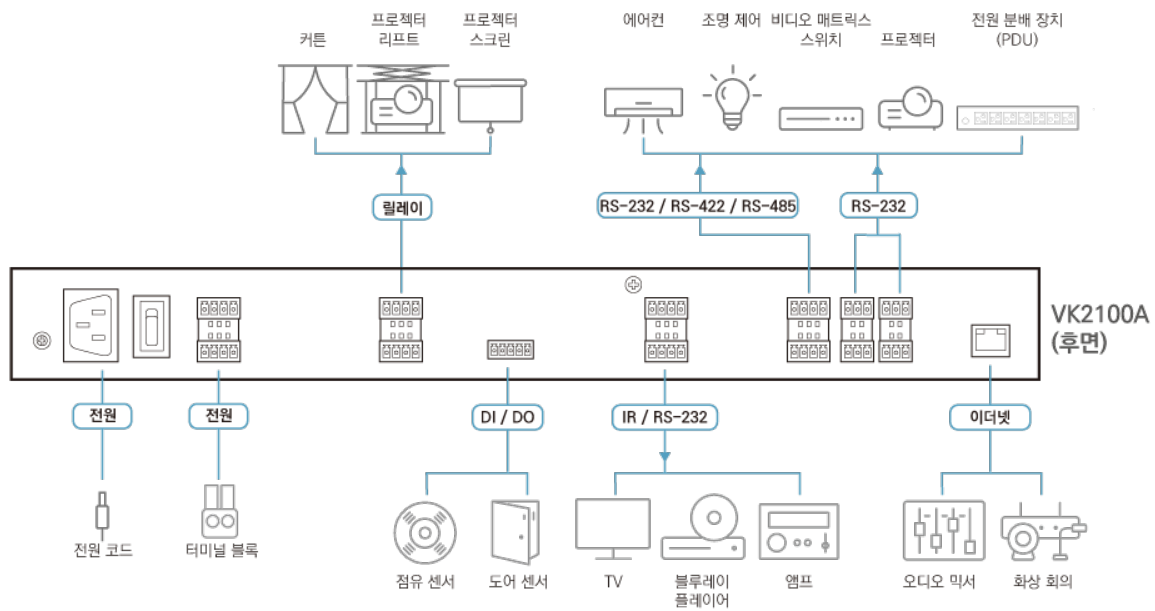 커튼
프로젝터
리프트
프로젝터
스크린
에어컨
조명 제어
비디오 매트릭스
스위치
프로젝터
전원 분배 장치
(PDU)
릴레이
RS-232 / RS-422 / RS-485
RS-232
VK2100A
(후면)
전원
전원
DI / DO
IR / RS-232
이더넷
전원 코드
터미널 블록
점유 센서
도어 센서
TV
블루레이
플레이어
앰프
오디오 믹서
화상 회의